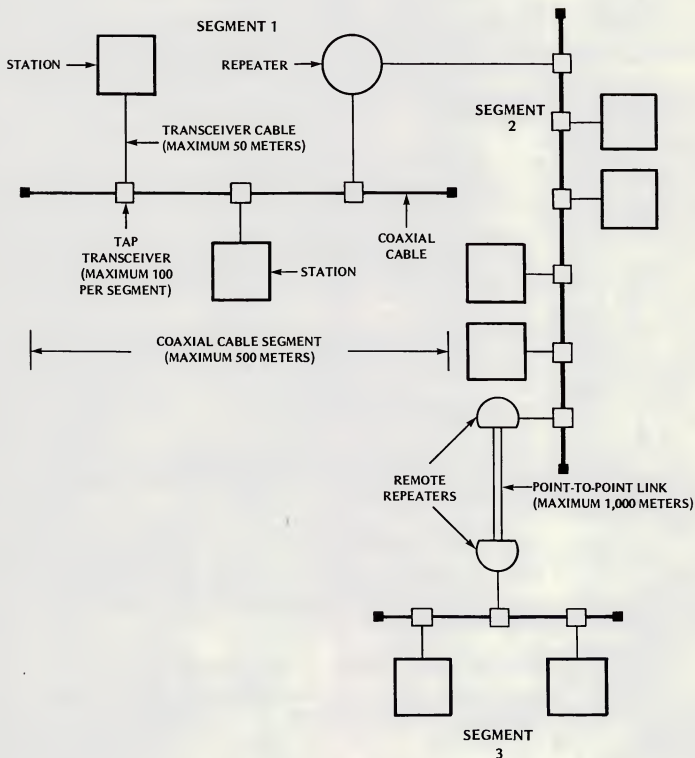 SEGMENT 1
STATION
REPEATER
SEGMENT
2
TRANSCEIVER CABLE
(MAXIMUM 50 METERS)
TAP
TRANSCEIVER
(MAXIMUM 100
PER SEGMENT)
COAXIAL
CABLE
STATION
COAXIAL CABLE SEGMENT
(MAXIMUM 500 METERS)
REMOTE
REPEATERS
POINT-TO-POINT LINK
(MAXIMUM 1,000 METERS)
SEGMENT
3